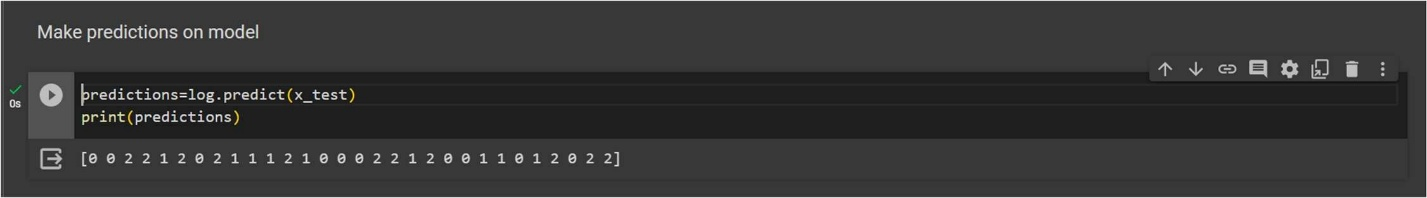 Make predictions on model
predictions=log.predict(x_test)
0s
print(predictions)
[0 0 2 2 1 2 0 2 1 1 1 2 1 0 0 0 2 2 1 2 0 0 1 1 0 1 2 0 2 2]